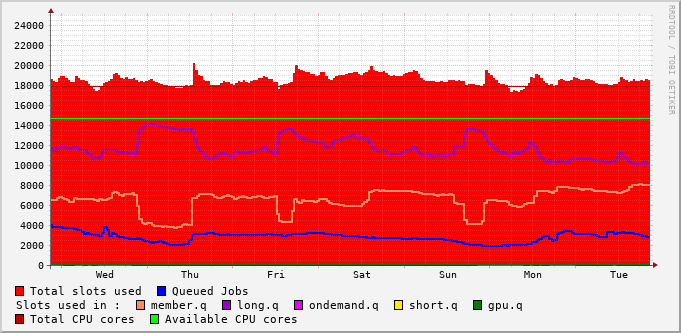 24000
22000
20000
18000
16000
14000
12000
10000
8000
6000
4000
2000
0
Wed Thu Fri Sat Sun Mon Tue
RRDTOOL / TOBI OETIKER
Total slots used Queued Jobs
Slots used in : member.q long.q ondemand.q short.q gpu.q
Total CPU cores Available CPU cores